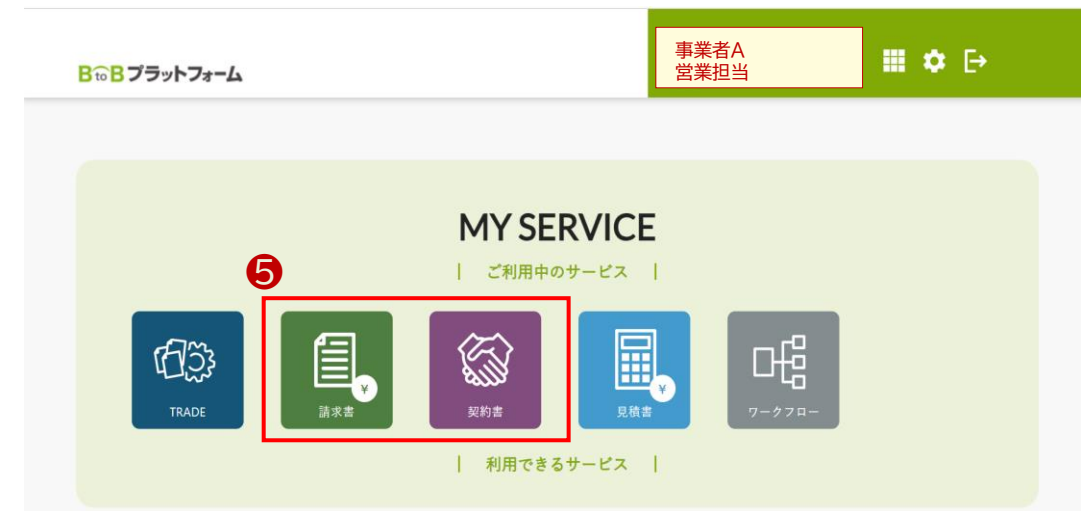 BtoBプラットフォーム
事業者A
営業担当
MY SERVICE
| ご利用中のサービス |
❺
TRADE
¥
請求書
契約書
¥
見積書
ワークフロー
| 利用できるサービス |